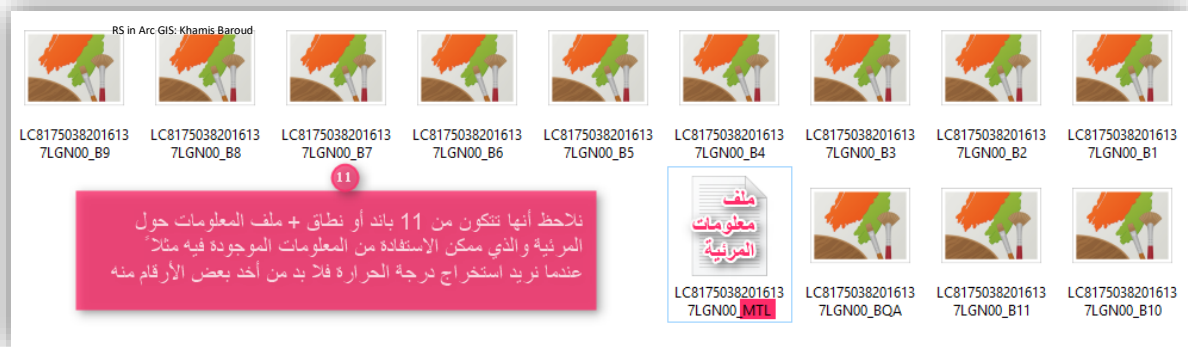 RS in Arc GIS: Khamis Baroud
LC8175038201613
7LGN00_B9
LC8175038201613
7LGN00_B8
LC8175038201613
7LGN00_B7
LC8175038201613
7LGN00_B6
LC8175038201613
7LGN00_B5
LC8175038201613
7LGN00_B4
LC8175038201613
7LGN00_B3
LC8175038201613
7LGN00_B2
LC8175038201613
7LGN00_B1
11
نلاحظ أنها تتكون من 11 باند أو نطاق + ملف المعلومات حول
المرئية والذي ممكن الاستفادة من المعلومات الموجودة فيه مثلاً
عندما نريد استخراج درجة الحرارة فلا بد من أخد بعض الأرقام منه
ملف
معلومات
المرئية
LC8175038201613
7LGN00_MTL
LC8175038201613
7LGN00_BQA
LC8175038201613
7LGN00_B11
LC8175038201613
7LGN00_B10